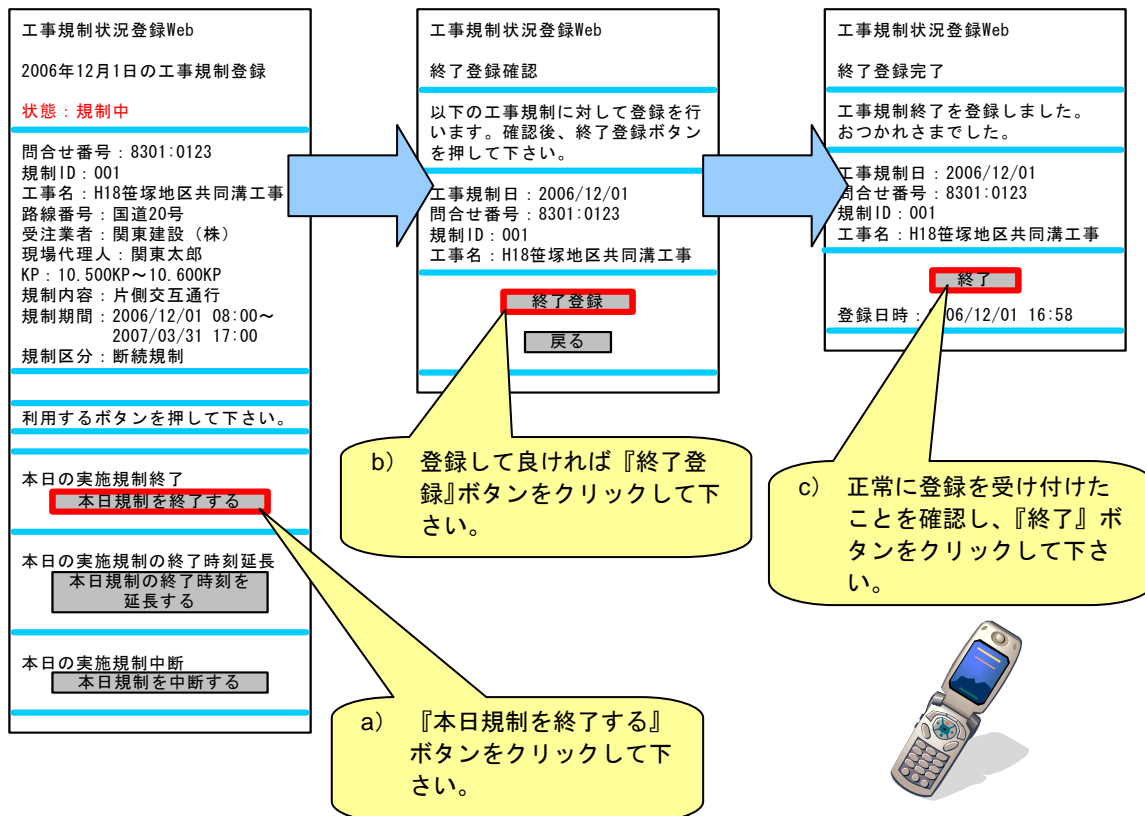 工事規制状況登録Web
2006年12月1日の工事規制登録
状態：規制中
問合せ番号：8301:0123
規制ID：001
工事名：H18笹塚地区共同溝工事
路線番号：国道20号
受注業者：関東建設（株）
現場代理人：関東太郎
KP：10.500KP～10.600KP
規制内容：片側交互通行
規制期間：2006/12/01 08:00～
2007/03/31 17:00
規制区分：断続規制
利用するボタンを押して下さい。
本日の実施規制終了
本日規制を終了する
本日の実施規制の終了時刻延長
本日規制の終了時刻を
延長する
本日の実施規制中断
本日規制を中断する
a) 『本日規制を終了する』
ボタンをクリックして下
さい。
工事規制状況登録Web
終了登録確認
以下の工事規制に対して登録を行
います。確認後、終了登録ボタン
を押して下さい。
工事規制日：2006/12/01
問合せ番号：8301:0123
規制ID：001
工事名：H18笹塚地区共同溝工事
終了登録
戻る
b) 登録して良ければ『終了登
録』ボタンをクリックして下
さい。
工事規制状況登録Web
終了登録完了
工事規制終了を登録しました。
おつかれさまでした。
工事規制日：2006/12/01
問合せ番号：8301:0123
規制ID：001
工事名：H18笹塚地区共同溝工事
終了
登録日時：2006/12/01 16:58
c) 正常に登録を受け付けた
ことを確認し、『終了』ボ
タンをクリックして下さ
い。